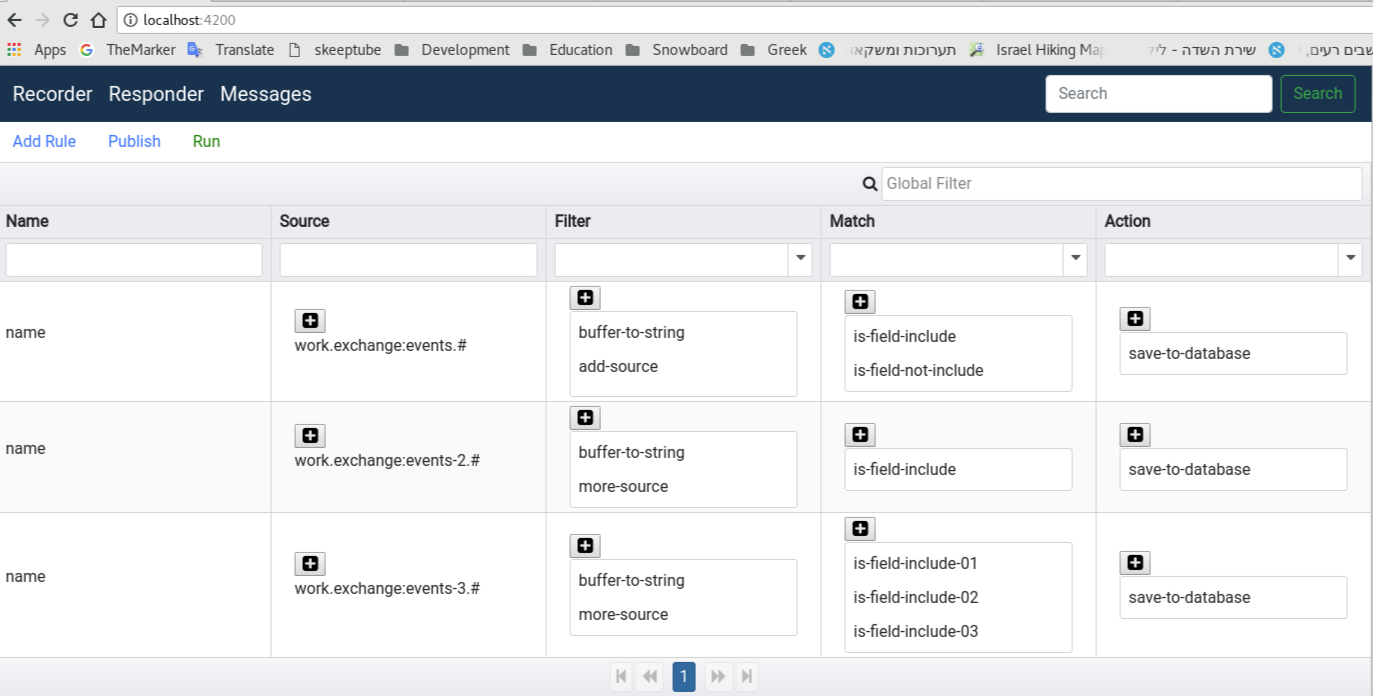 localhost:4200
Apps TheMarker Translate skeeptube Development Education Snowboard Greek תערוכות ומשקאו Israel Hiking Map שירת השדה - ליל שבים רעים,
Recorder Responder Messages Search Search
Add Rule Publish Run
Global Filter
Name Source Filter Match Action
name
work.exchange:events.#
buffer-to-string
add-source
is-field-include
is-field-not-include
save-to-database
name
work.exchange:events-2.#
buffer-to-string
more-source
is-field-include
save-to-database
name
work.exchange:events-3.#
buffer-to-string
more-source
is-field-include-01
is-field-include-02
is-field-include-03
save-to-database
1